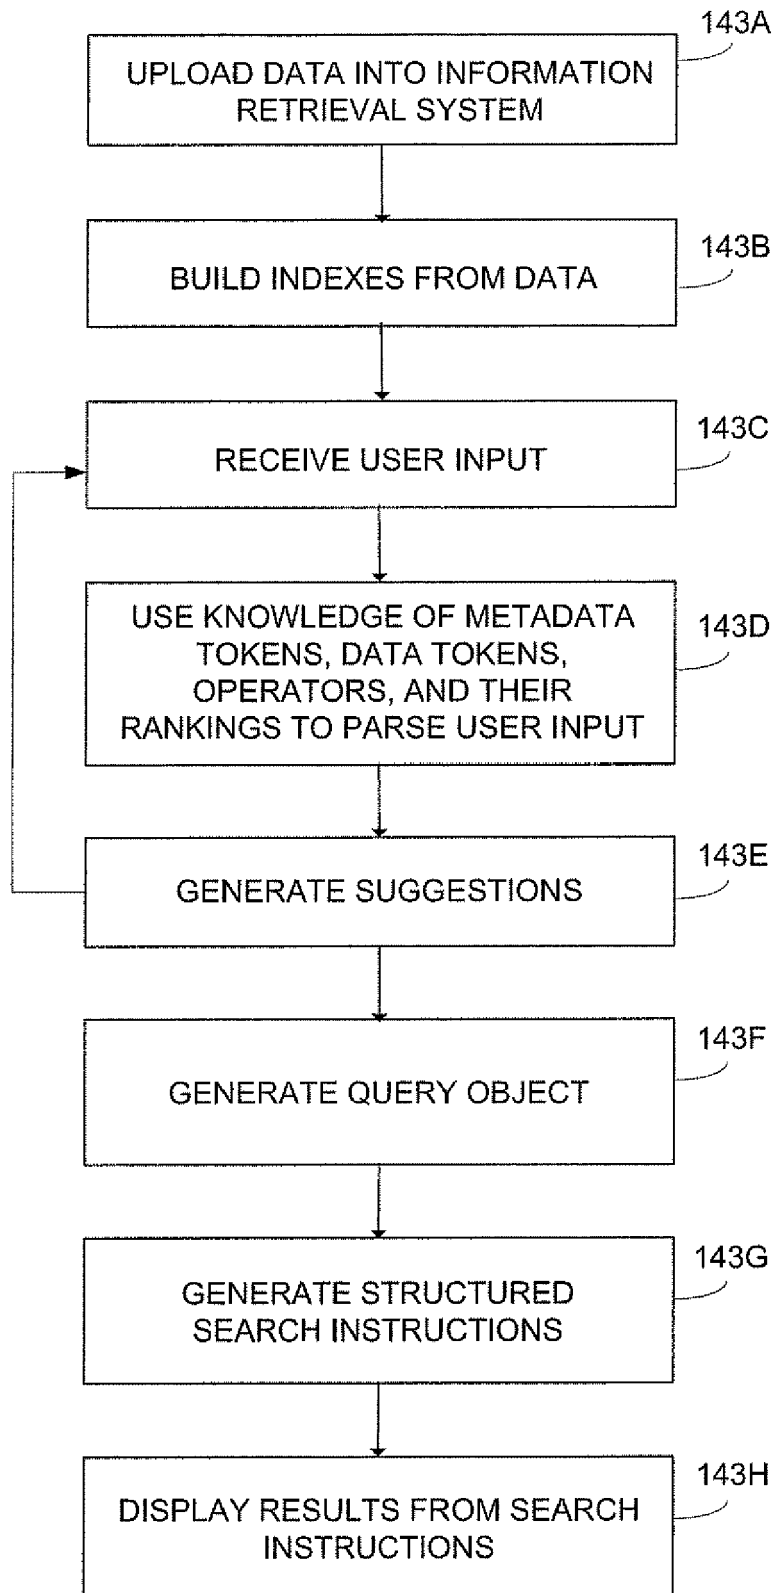 143A
UPLOAD DATA INTO INFORMATION
RETRIEVAL SYSTEM
143B
BUILD INDEXES FROM DATA
143C
RECEIVE USER INPUT
143D
USE KNOWLEDGE OF METADATA
TOKENS, DATA TOKENS,
OPERATORS, AND THEIR
RANKINGS TO PARSE USER INPUT
143E
GENERATE SUGGESTIONS
143F
GENERATE QUERY OBJECT
143G
GENERATE STRUCTURED
SEARCH INSTRUCTIONS
143H
DISPLAY RESULTS FROM SEARCH
INSTRUCTIONS